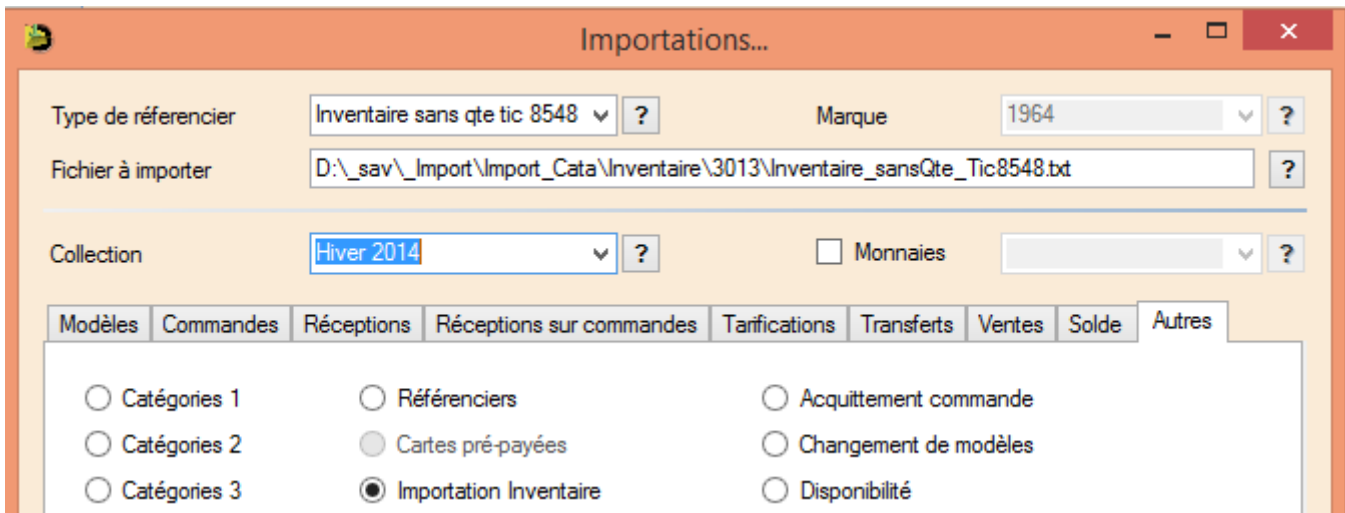 Importations...
Type de réferencier Inventaire sans qte tic 8548 ? Marque 1964 ?
Fichier à importer D:\_sav\_Import\Import_Cata\Inventaire\3013\Inventaire_sansQte_Tic8548.txt ?
Collection Hiver 2014 ? Monnaies ?
Modèles Commandes Réceptions Réceptions sur commandes Tarifications Transferts Ventes Solde Autres
Catégories 1 Référenciers Acquittement commande
Catégories 2 Cartes pré-payées Changement de modèles
Catégories 3 Importation Inventaire Disponibilité